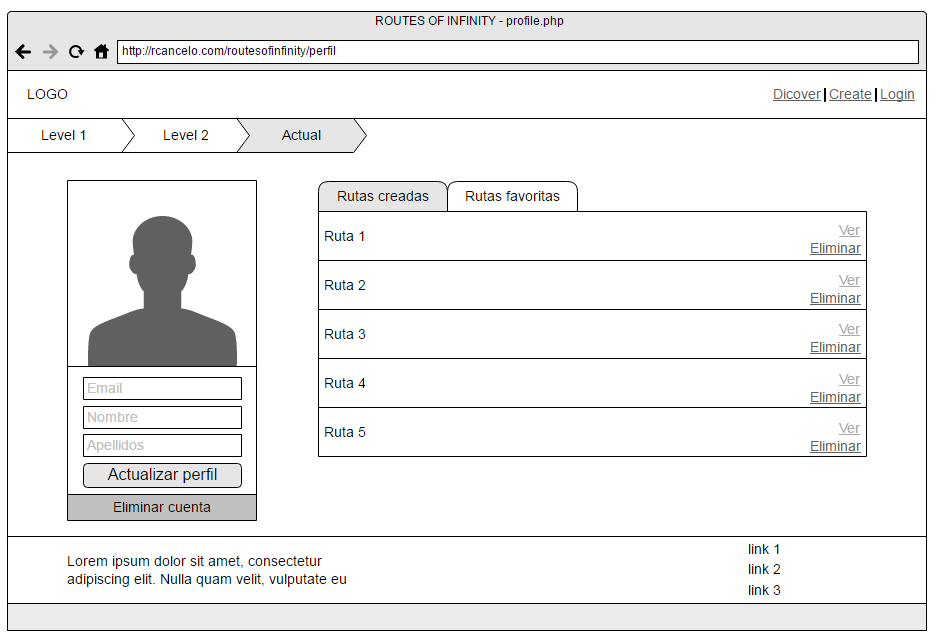 ROUTES OF INFINITY - profile.php
http://rcancelo.com/routesofinfinity/perfil
LOGO
Dicover | Create | Login
Level 1 Level 2 Actual
Email
Nombre
Apellidos
Actualizar perfil
Eliminar cuenta
Rutas creadas Rutas favoritas
Ruta 1
Ver
Eliminar
Ruta 2
Ver
Eliminar
Ruta 3
Ver
Eliminar
Ruta 4
Ver
Eliminar
Ruta 5
Ver
Eliminar
Lorem ipsum dolor sit amet, consectetur
adipiscing elit. Nulla quam velit, vulputate eu
link 1
link 2
link 3